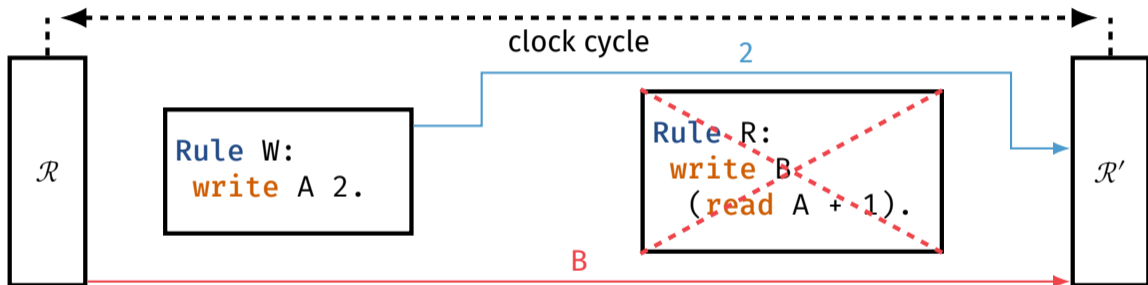 clock cycle
2
ℛ
Rule W:
write A 2.
Rule R:
write B
(read A + 1).
ℛ′
B